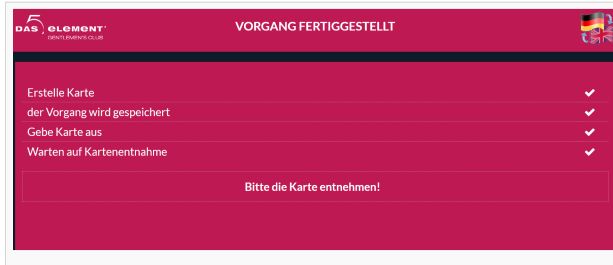 DAS 5 ELEMENT
GENTLEMEN'S CLUB
VORGANG FERTIGGESTELLT
Erstelle Karte
der Vorgang wird gespeichert
Gebe Karte aus
Warten auf Kartenentnahme
Bitte die Karte entnehmen!